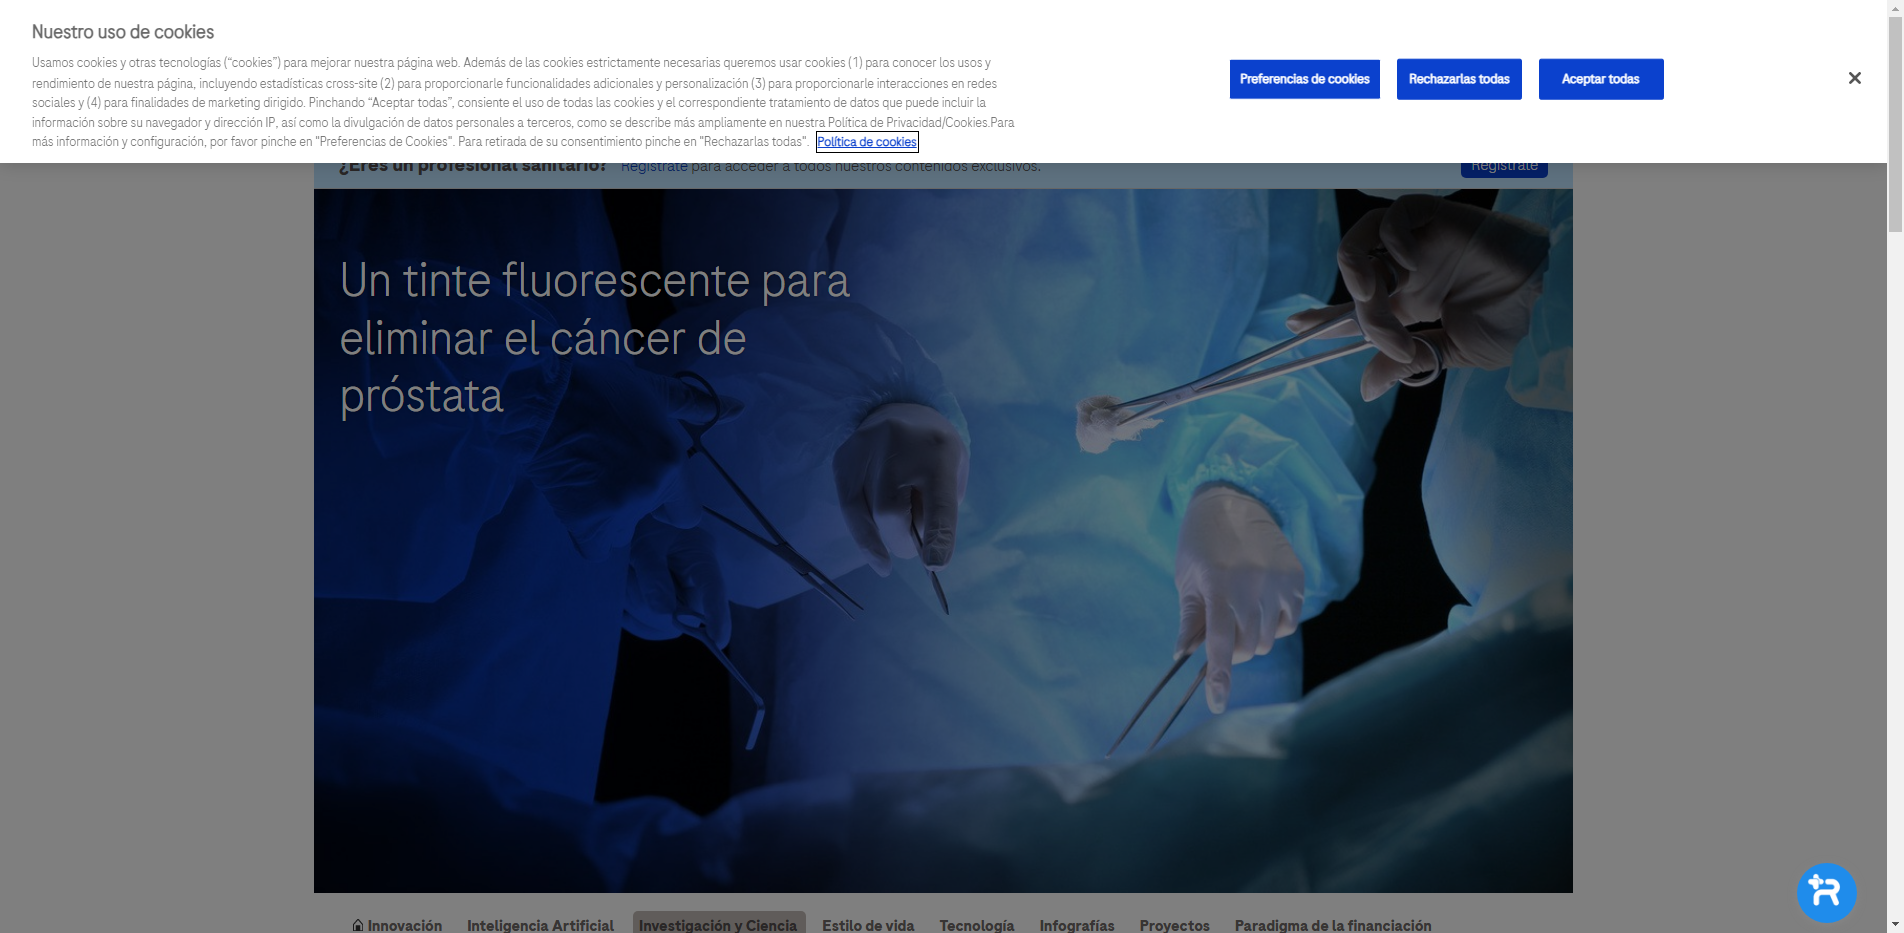 Nuestro uso de cookies
Usamos cookies y otras tecnologías (“cookies”) para mejorar nuestra página web. Además de las cookies estrictamente necesarias queremos usar cookies (1) para conocer los usos y
rendimiento de nuestra página, incluyendo estadísticas cross-site (2) para proporcionarle funcionalidades adicionales y personalización (3) para proporcionarle interacciones en redes
sociales y (4) para finalidades de marketing dirigido. Pinchando “Aceptar todas”, consiente el uso de todas las cookies y el correspondiente tratamiento de datos que puede incluir la
información sobre su navegador y dirección IP, así como la divulgación de datos personales a terceros, como se describe más ampliamente en nuestra Política de Privacidad/Cookies.Para
más información y configuración, por favor pinche en "Preferencias de Cookies". Para retirada de su consentimiento pinche en "Rechazarlas todas". Política de cookies
Preferencias de cookies
Rechazarlas todas
Aceptar todas
¿Eres un profesional sanitario? Regístrate para acceder a todos nuestros contenidos exclusivos.
Regístrate
Un tinte fluorescente para
eliminar el cáncer de
próstata
Innovación Inteligencia Artificial Investigación y Ciencia Estilo de vida Tecnología Infografías Proyectos Paradigma de la financiación